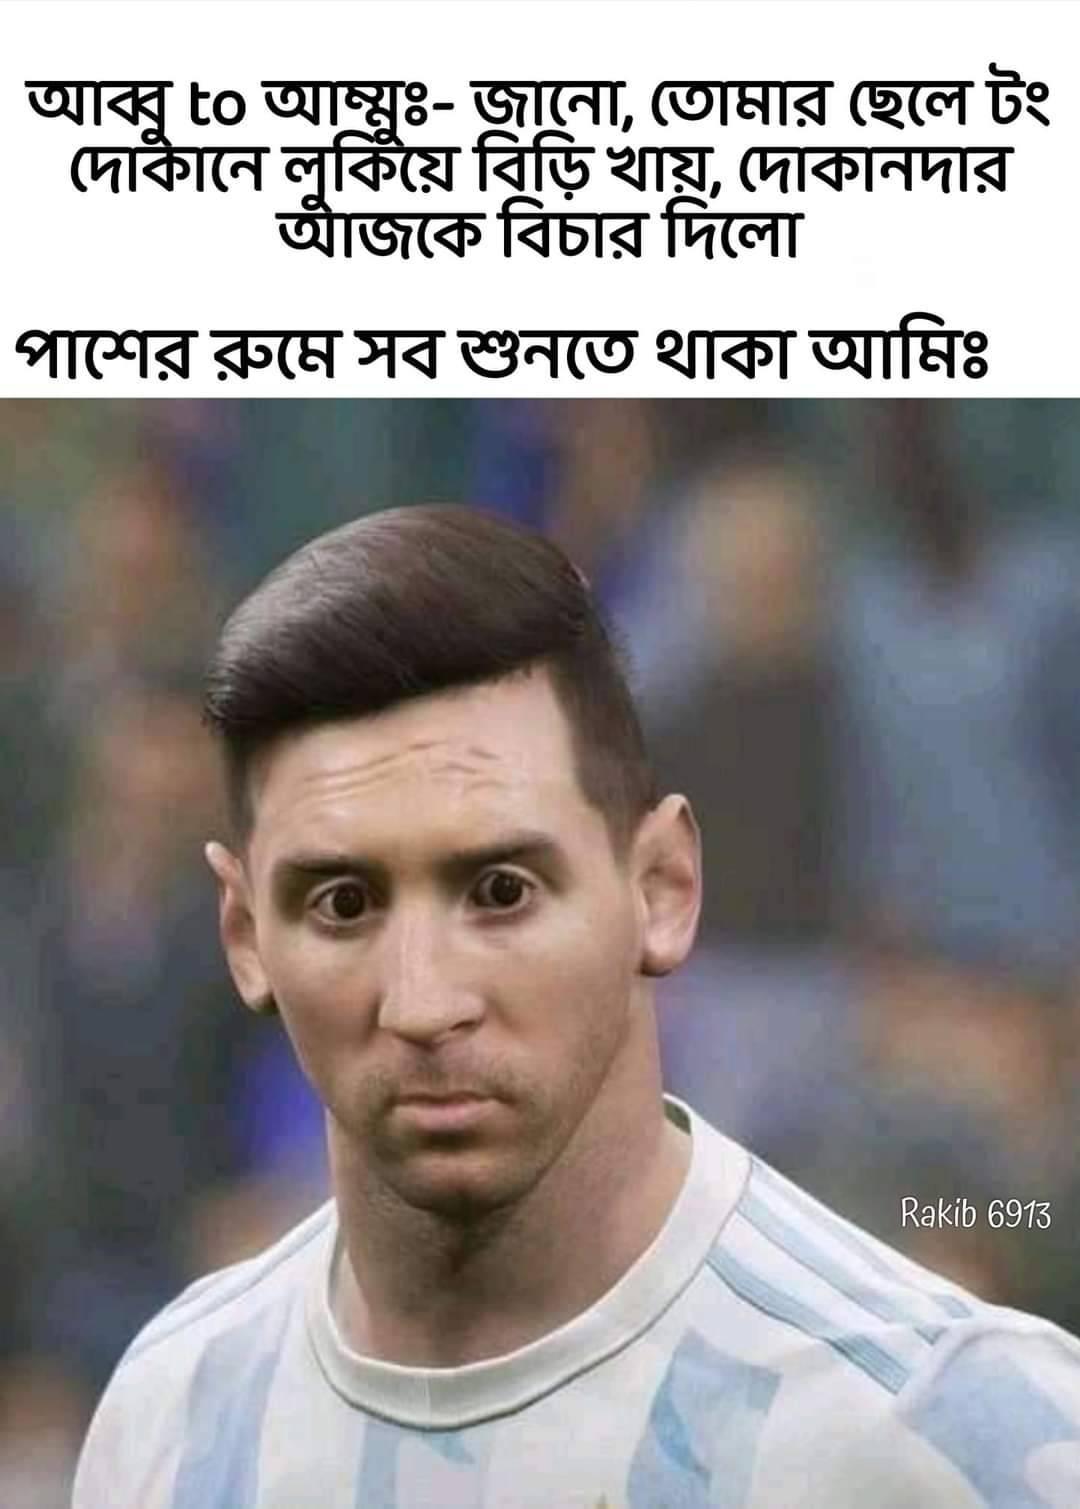 আব্বু to আম্মুঃ- জানো, তোমার ছেলে টং
দোকানে লুকিয়ে বিড়ি খায়, দোকানদার
আজকে বিচার দিলো
পাশের রুমে সব শুনতে থাকা আমিঃ
Rakib 6913